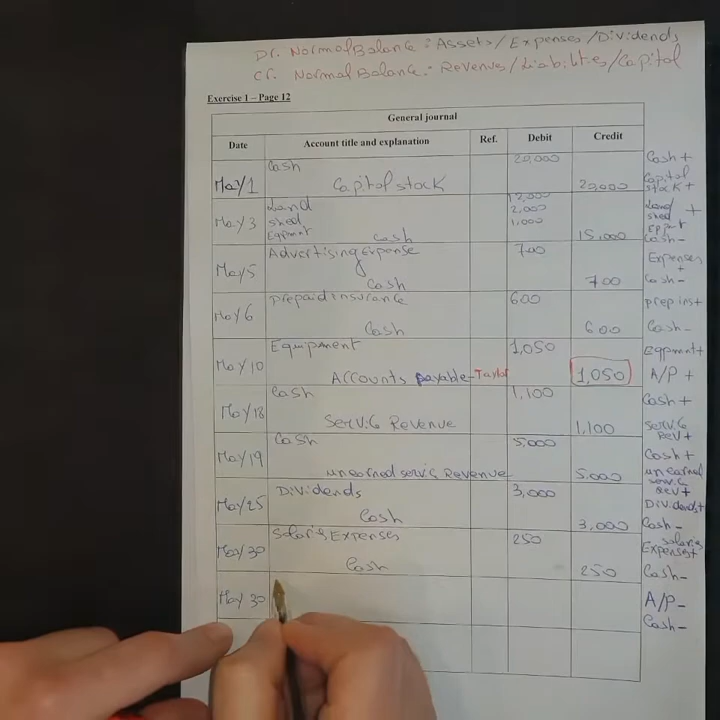 Dr. Normal Balance: Assets/Expenses/Dividends
Cr. Normal Balance: Revenues/Liabilities/Capital
Exercise 1 – Page 12
General journal
Date Account title and explanation Ref. Debit Credit
Cash 20,000 Cash +
May 1 Capital stock 20,000 Capital stock +
Land 12,000 Land
Shed 2,000 Shed +
May 3 Eqpmnt 1,000 Eqpmnt
Cash 15,000 Cash -
Advertising Expense 700 Expenses +
May 5 Cash 700 Cash -
Prepaid insurance 600 prep ins +
May 6 Cash 600 Cash -
Equipment 1,050 Eqpmnt +
May 10 Accounts payable - Taylor 1,050 A/P +
Cash 1,100 Cash +
May 18 Service Revenue 1,100 Service Rev +
Cash 5,000 Cash +
May 19 unearned service Revenue 5,000 unearned service Rev +
Dividends 3,000 Dividends +
May 25 Cash 3,000 Cash -
Salaries Expenses 250 Salaries Expenses +
May 30 Cash 250 Cash -
May 30 A/P -
Cash -